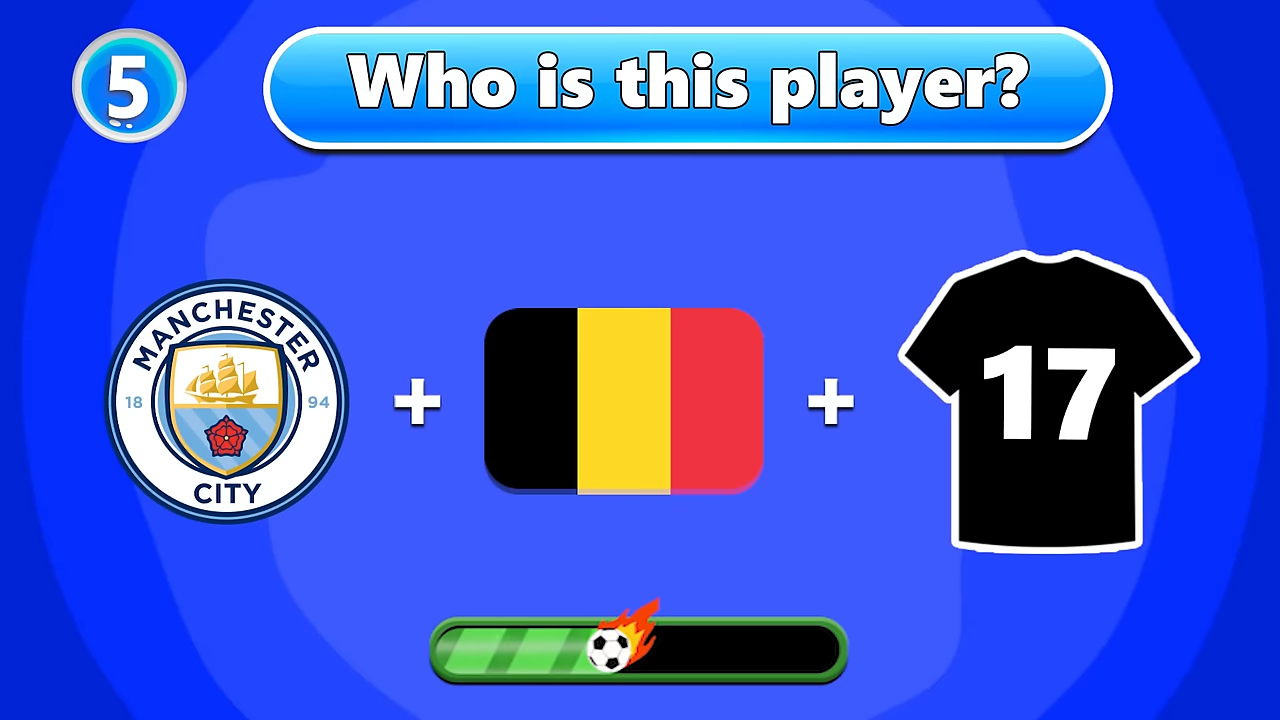 5
Who is this player?
MANCHESTER
18 94
CITY
+
+
17